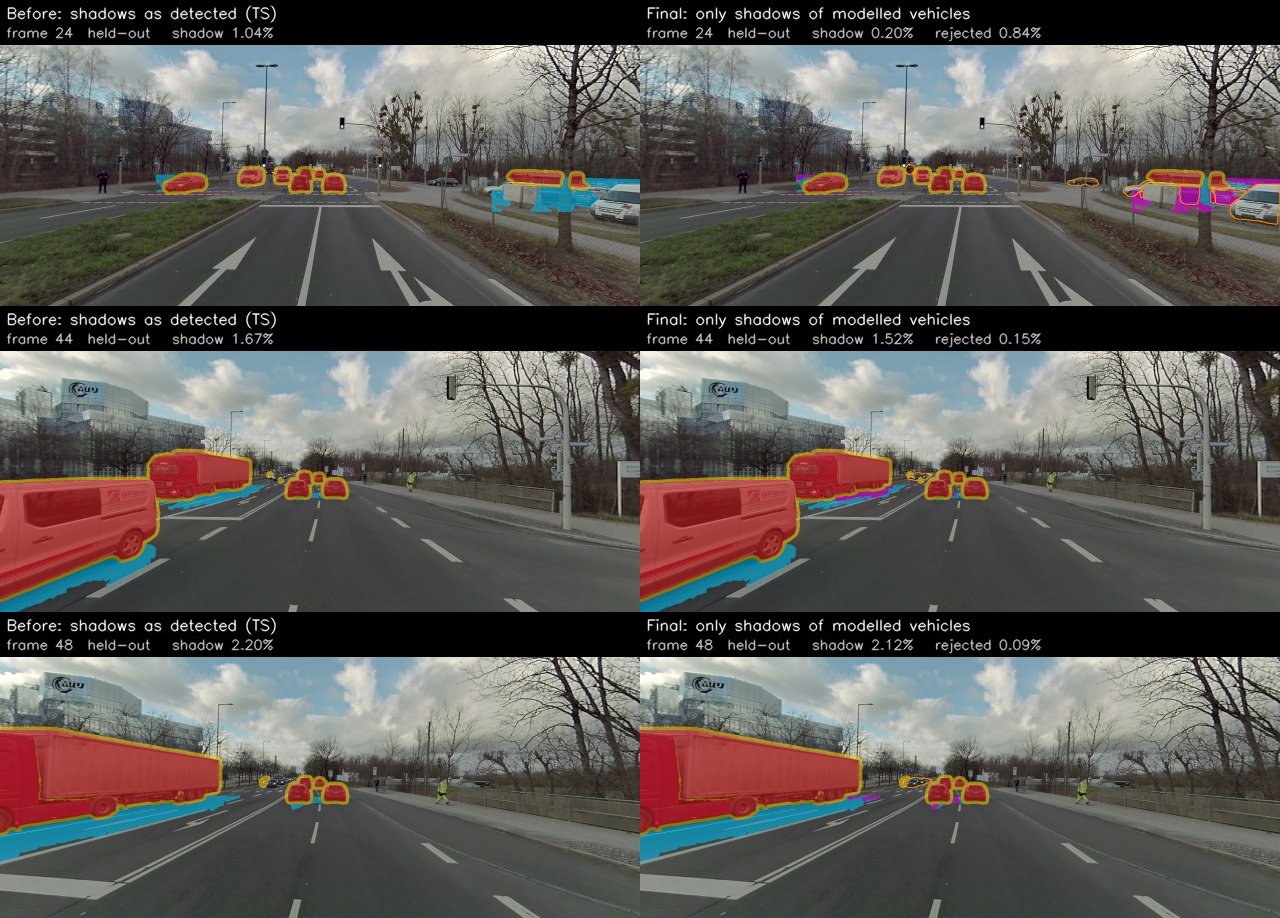 Before: shadows as detected (TS)
frame 24 held-out shadow 1.04%
Final: only shadows of modelled vehicles
frame 24 held-out shadow 0.20% rejected 0.84%
Before: shadows as detected (TS)
frame 44 held-out shadow 1.67%
Final: only shadows of modelled vehicles
frame 44 held-out shadow 1.52% rejected 0.15%
Before: shadows as detected (TS)
frame 48 held-out shadow 2.20%
Final: only shadows of modelled vehicles
frame 48 held-out shadow 2.12% rejected 0.09%